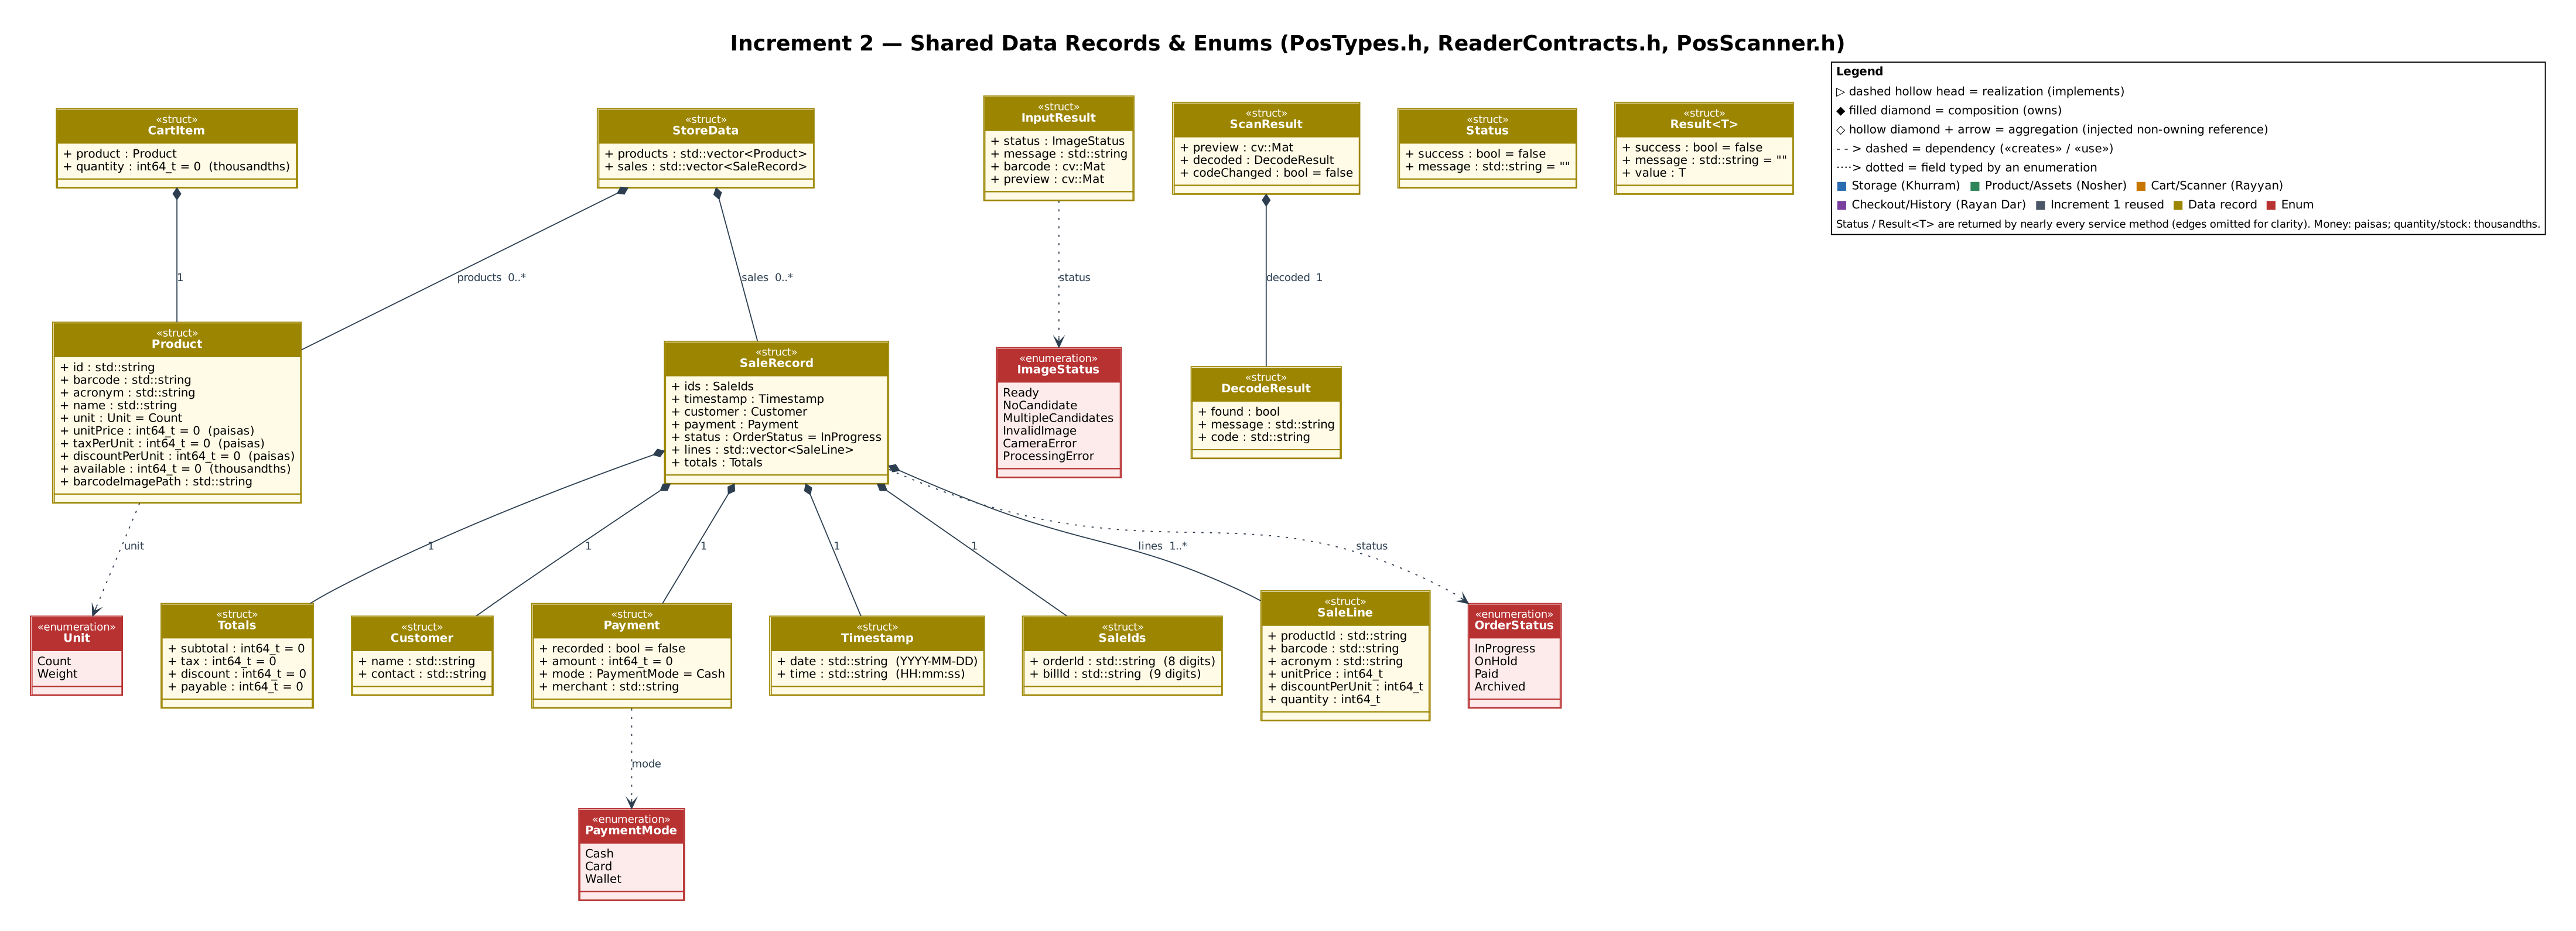 Increment 2 — Shared Data Records & Enums (PosTypes.h, ReaderContracts.h, PosScanner.h)
Legend
▷ dashed hollow head = realization (implements)
◆ filled diamond = composition (owns)
◇ hollow diamond + arrow = aggregation (injected non-owning reference)
- - > dashed = dependency («creates» / «use»)
····> dotted = field typed by an enumeration
■ Storage (Khurram) ■ Product/Assets (Nosher) ■ Cart/Scanner (Rayyan)
■ Checkout/History (Rayan Dar) ■ Increment 1 reused ■ Data record ■ Enum
Status / Result<T> are returned by nearly every service method (edges omitted for clarity). Money: paisas; quantity/stock: thousandths.
«struct»
CartItem
+ product : Product
+ quantity : int64_t = 0  (thousandths)
«struct»
StoreData
+ products : std::vector<Product>
+ sales : std::vector<SaleRecord>
«struct»
InputResult
+ status : ImageStatus
+ message : std::string
+ barcode : cv::Mat
+ preview : cv::Mat
«struct»
ScanResult
+ preview : cv::Mat
+ decoded : DecodeResult
+ codeChanged : bool = false
«struct»
Status
+ success : bool = false
+ message : std::string = ""
«struct»
Result<T>
+ success : bool = false
+ message : std::string = ""
+ value : T
1
products  0..*
sales  0..*
status
decoded  1
«struct»
Product
+ id : std::string
+ barcode : std::string
+ acronym : std::string
+ name : std::string
+ unit : Unit = Count
+ unitPrice : int64_t = 0  (paisas)
+ taxPerUnit : int64_t = 0  (paisas)
+ discountPerUnit : int64_t = 0  (paisas)
+ available : int64_t = 0  (thousandths)
+ barcodeImagePath : std::string
«struct»
SaleRecord
+ ids : SaleIds
+ timestamp : Timestamp
+ customer : Customer
+ payment : Payment
+ status : OrderStatus = InProgress
+ lines : std::vector<SaleLine>
+ totals : Totals
«enumeration»
ImageStatus
Ready
NoCandidate
MultipleCandidates
InvalidImage
CameraError
ProcessingError
«struct»
DecodeResult
+ found : bool
+ message : std::string
+ code : std::string
unit
1
1
1
1
1
lines  1..*
status
«enumeration»
Unit
Count
Weight
«struct»
Totals
+ subtotal : int64_t = 0
+ tax : int64_t = 0
+ discount : int64_t = 0
+ payable : int64_t = 0
«struct»
Customer
+ name : std::string
+ contact : std::string
«struct»
Payment
+ recorded : bool = false
+ amount : int64_t = 0
+ mode : PaymentMode = Cash
+ merchant : std::string
«struct»
Timestamp
+ date : std::string  (YYYY-MM-DD)
+ time : std::string  (HH:mm:ss)
«struct»
SaleIds
+ orderId : std::string  (8 digits)
+ billId : std::string  (9 digits)
«struct»
SaleLine
+ productId : std::string
+ barcode : std::string
+ acronym : std::string
+ unitPrice : int64_t
+ discountPerUnit : int64_t
+ quantity : int64_t
«enumeration»
OrderStatus
InProgress
OnHold
Paid
Archived
mode
«enumeration»
PaymentMode
Cash
Card
Wallet